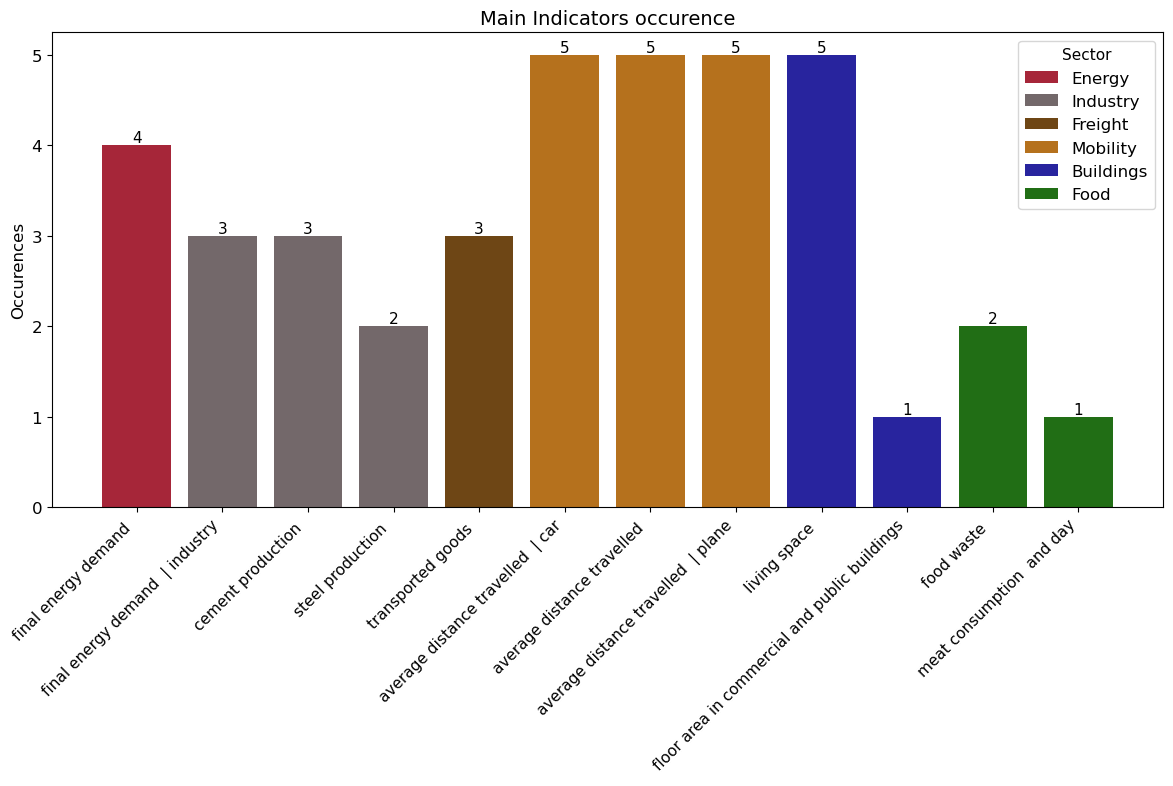 Main Indicators occurence
Sector
Energy
Industry
Freight
Mobility
Buildings
Food
Occurences
5
4
3
2
1
0
4
3
3
2
3
5
5
5
5
1
2
1
final energy demand
final energy demand | industry
cement production
steel production
transported goods
average distance travelled | car
average distance travelled
average distance travelled | plane
living space
floor area in commercial and public buildings
food waste
meat consumption and day